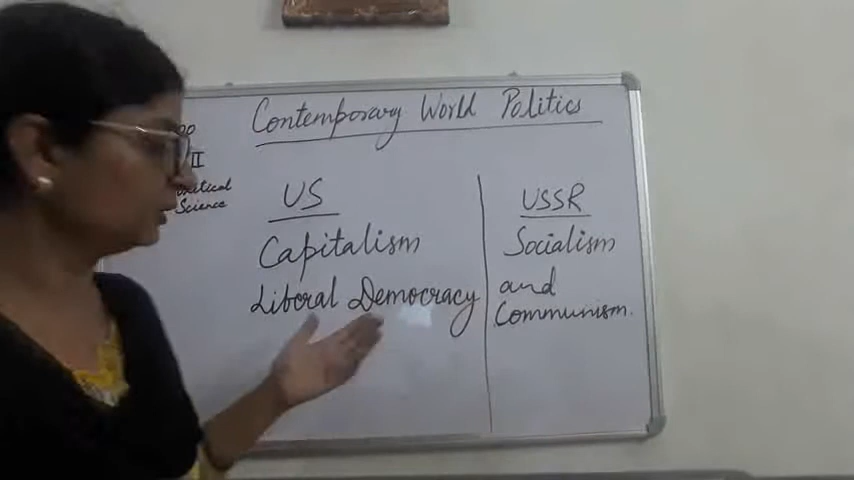 Contemporary World Politics
II
Political
Science
US
Capitalism
Liberal Democracy
USSR
Socialism
and
Communism.